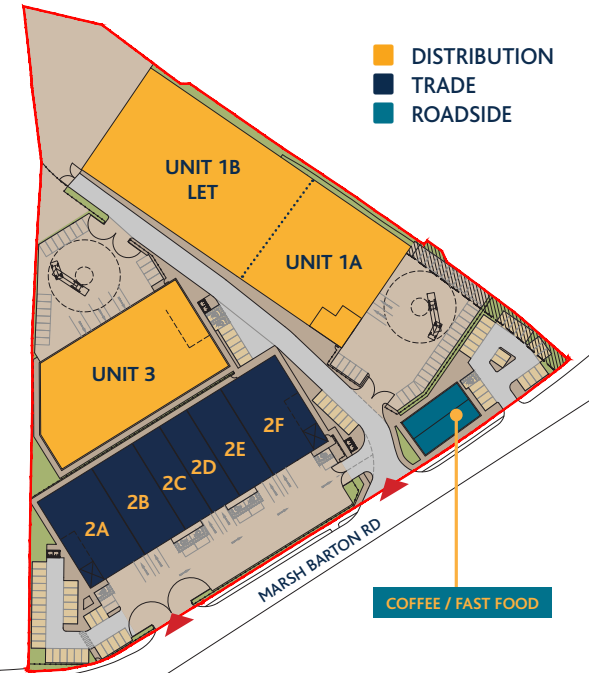 DISTRIBUTION
TRADE
ROADSIDE
UNIT 1B
LET
UNIT 1A
UNIT 3
2F
2E
2D
2C
2B
2A
MARSH BARTON RD
COFFEE / FAST FOOD